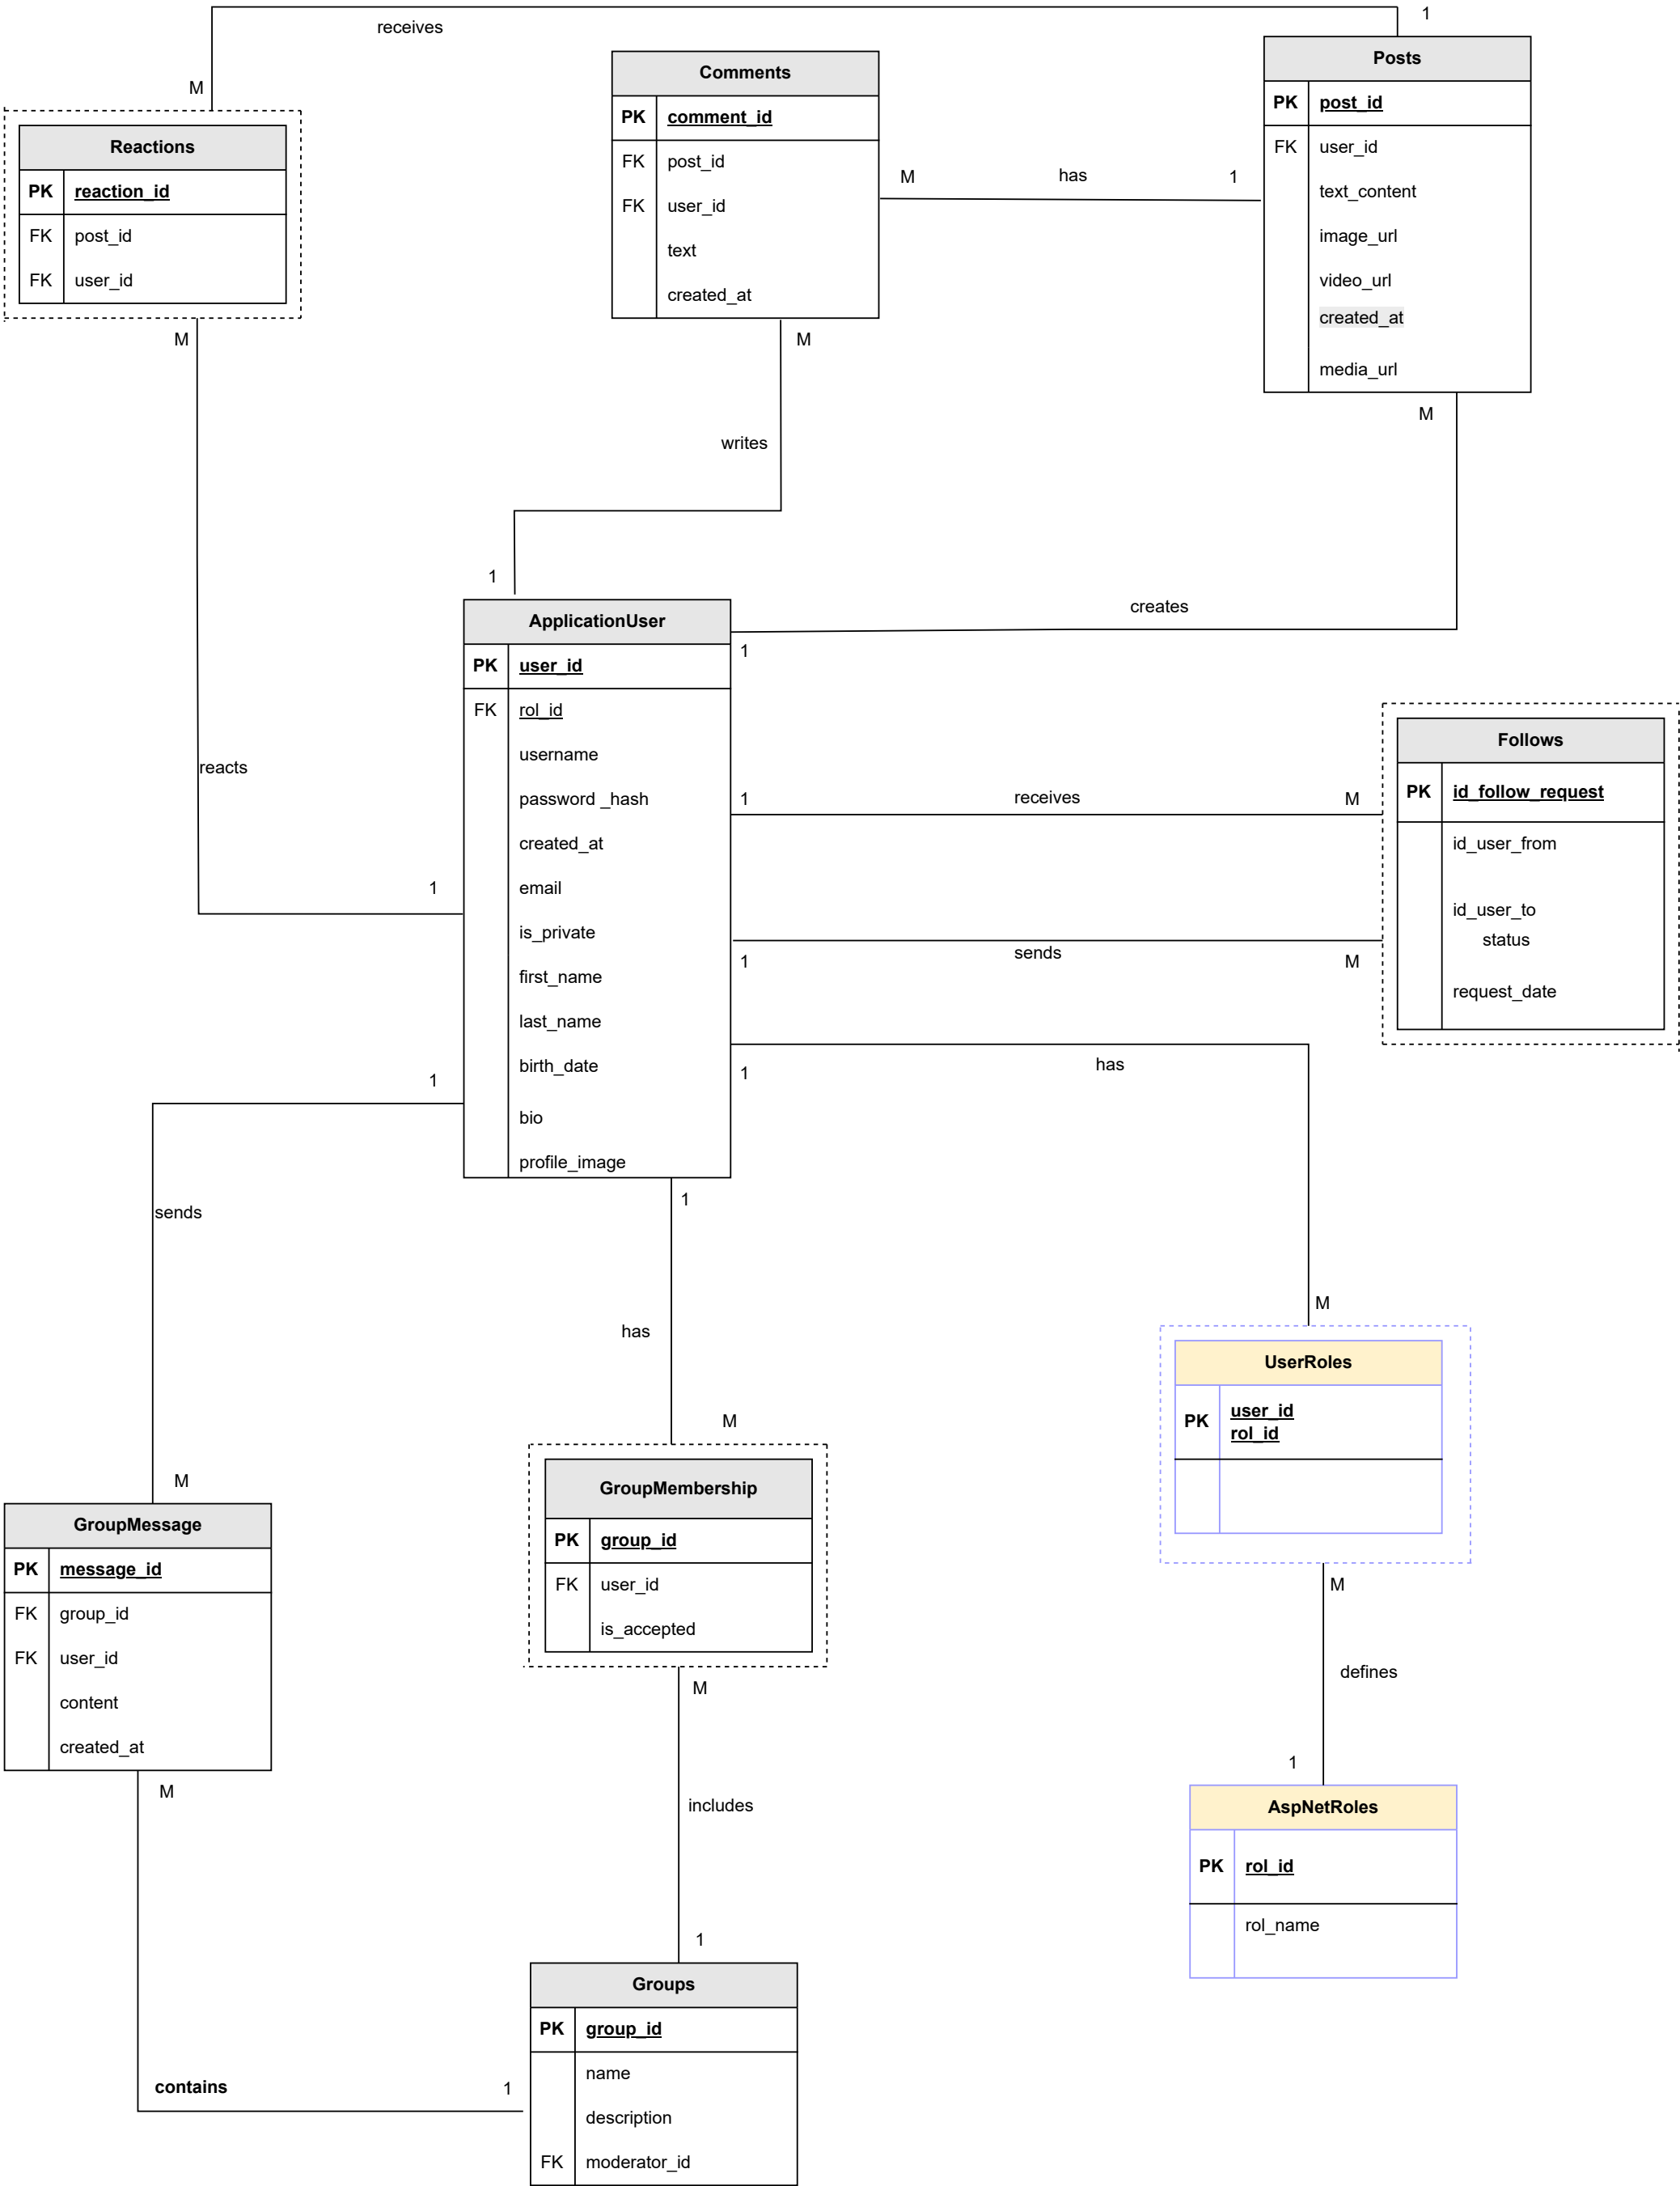 receives
1
M
Reactions
PK reaction_id
FK post_id
FK user_id
M
Comments
PK comment_id
FK post_id
FK user_id
text
created_at
M
has
1
M
Posts
PK post_id
FK user_id
text_content
image_url
video_url
created_at
media_url
M
writes
1
creates
1
reacts
1
ApplicationUser
PK user_id
FK rol_id
username
password _hash
created_at
email
is_private
first_name
last_name
birth_date
bio
profile_image
1
receives
M
1
sends
M
Follows
PK id_follow_request
id_user_from
id_user_to
status
request_date
1
has
M
1
sends
M
1
has
M
UserRoles
PK user_id
rol_id
M
defines
1
AspNetRoles
PK rol_id
rol_name
GroupMessage
PK message_id
FK group_id
FK user_id
content
created_at
M
GroupMembership
PK group_id
FK user_id
is_accepted
M
includes
1
contains
1
Groups
PK group_id
name
description
FK moderator_id